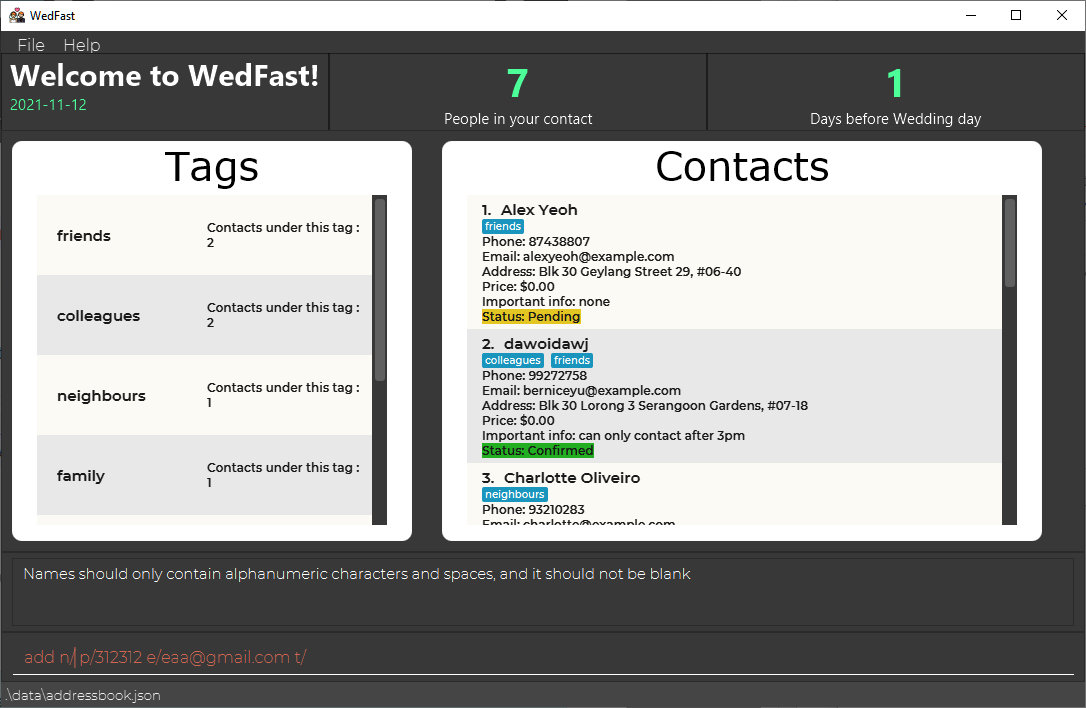 WedFast
File Help
Welcome to WedFast!
2021-11-12
7
People in your contact
1
Days before Wedding day
Tags
friends
Contacts under this tag :
2
colleagues
Contacts under this tag :
2
neighbours
Contacts under this tag :
1
family
Contacts under this tag :
1
Contacts
1. Alex Yeoh
friends
Phone: 87438807
Email: alexyeoh@example.com
Address: Blk 30 Geylang Street 29, #06-40
Price: $0.00
Important info: none
Status: Pending
2. dawoidawj
colleagues friends
Phone: 99272758
Email: berniceyu@example.com
Address: Blk 30 Lorong 3 Serangoon Gardens, #07-18
Price: $0.00
Important info: can only contact after 3pm
Status: Confirmed
3. Charlotte Oliveiro
neighbours
Phone: 93210283
Email: charlotte@example.com
Names should only contain alphanumeric characters and spaces, and it should not be blank
add n/ p/312312 e/eaa@gmail.com t/
.\data\addressbook.json